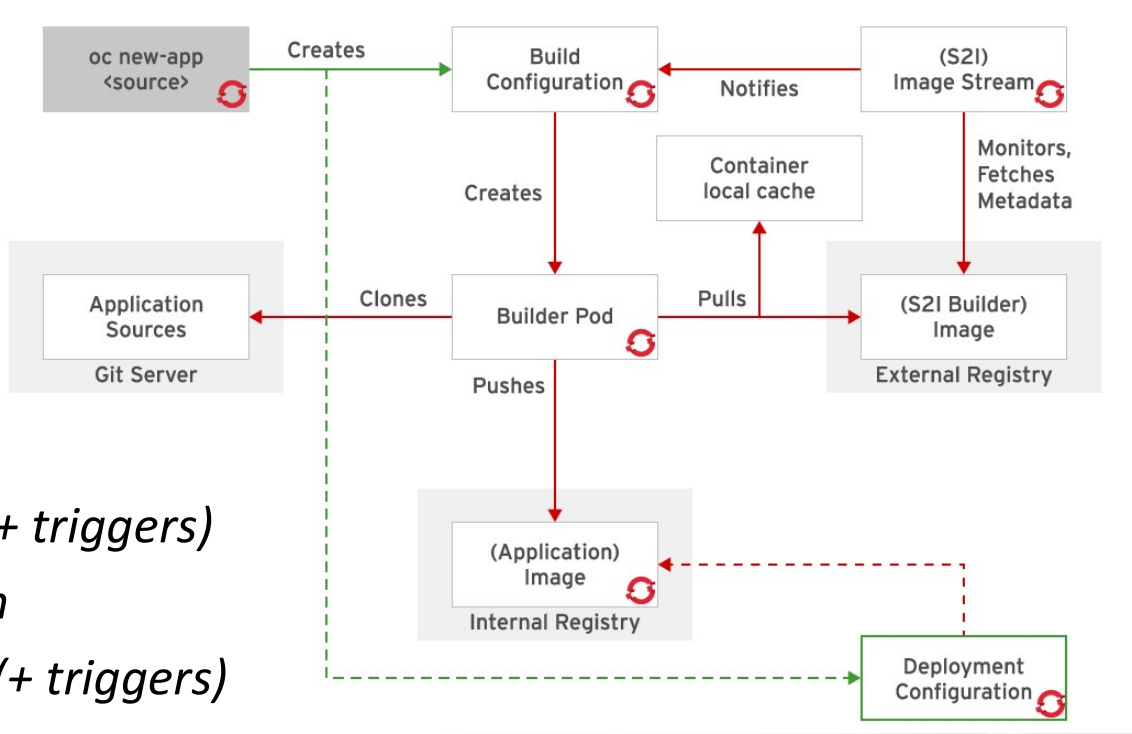 oc new-app
<source>
Creates
Build
Configuration
Notifies
(S2I)
Image Stream
Monitors,
Fetches
Metadata
Container
local cache
Creates
Application
Sources
Git Server
Clones
Builder Pod
Pulls
(S2I Builder)
Image
External Registry
Pushes
+ triggers)
n
/+ triggers)
(Application)
Image
Internal Registry
Deployment
Configuration